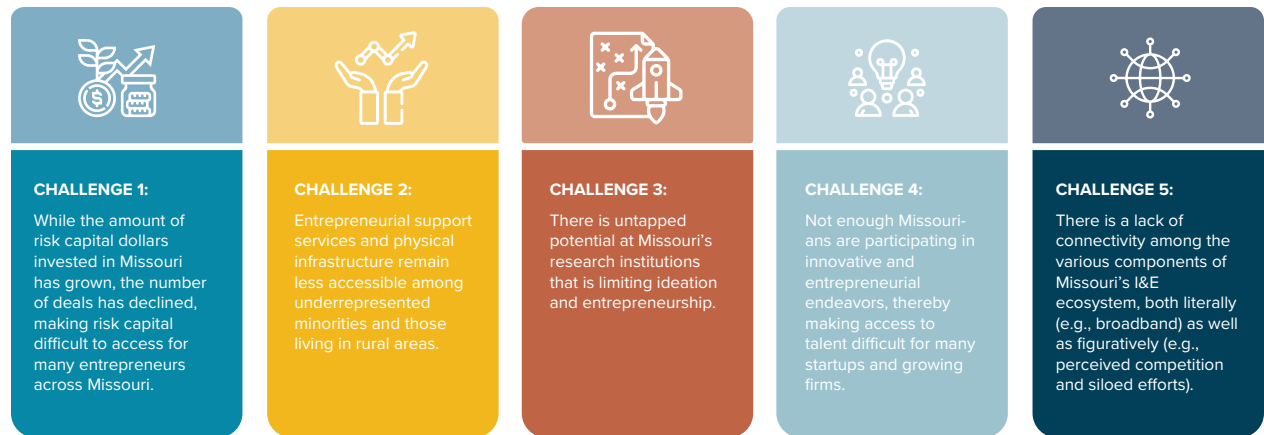 CHALLENGE 1:
While the amount of
risk capital dollars
invested in Missouri
has grown, the number
of deals has declined,
making risk capital
difficult to access for
many entrepreneurs
across Missouri.
CHALLENGE 2:
Entrepreneurial support
services and physical
infrastructure remain
less accessible among
underrepresented
minorities and those
living in rural areas.
CHALLENGE 3:
There is untapped
potential at Missouri’s
research institutions
that is limiting ideation
and entrepreneurship.
CHALLENGE 4:
Not enough Missouri-
ans are participating in
innovative and
entrepreneurial
endeavors, thereby
making access to
talent difficult for many
startups and growing
firms.
CHALLENGE 5:
There is a lack of
connectivity among the
various components of
Missouri’s I&E
ecosystem, both literally
(e.g., broadband) as well
as figuratively (e.g.,
perceived competition
and siloed efforts).